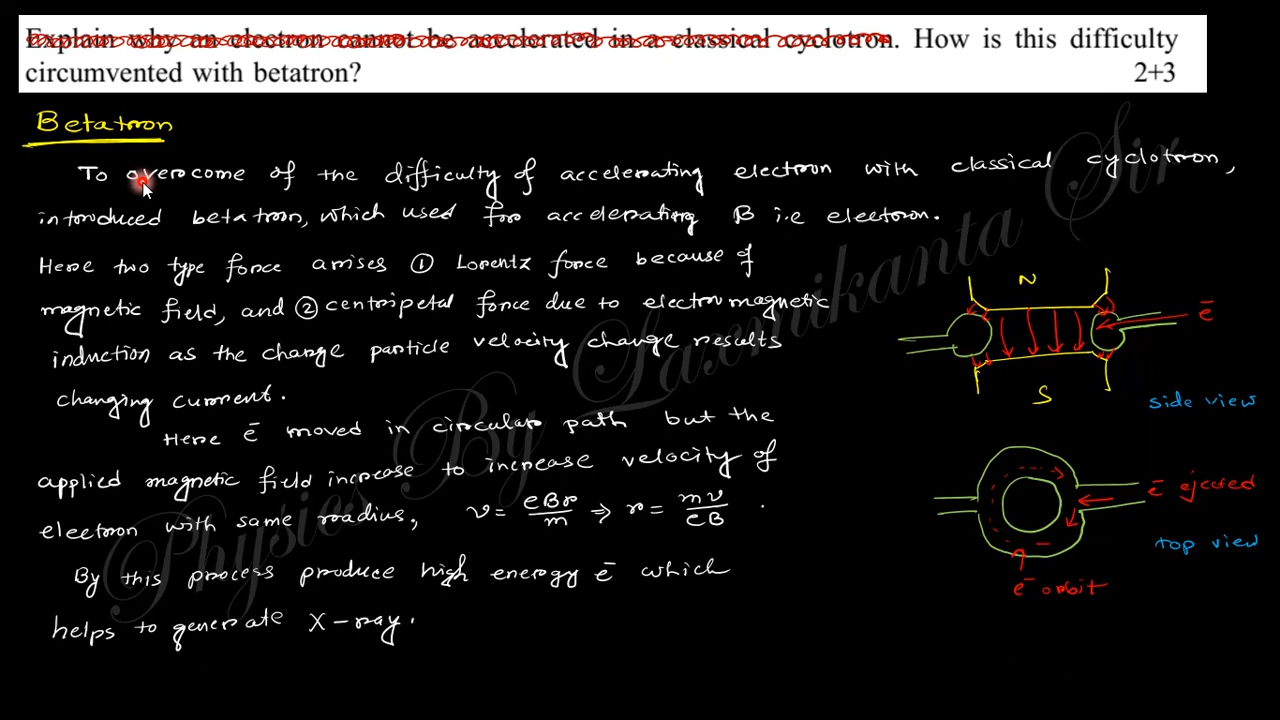 Explain why an electron cannot be accelerated in a classical cyclotron. How is this difficulty
circumvented with betatron? 2+3
Betatron
To overcome of the difficulty of accelerating electron with classical cyclotron,
introduced betatron, which used for accelerating β i.e electron.
Here two type force arises ① Lorentz force because of
magnetic field, and ② centripetal force due to electromagnetic
induction as the change particle velocity change results
changing current.
Here e⁻ moved in circular path but the
applied magnetic field increase to increase velocity of
electron with same radius, v = eBr/m ⇒ r = mv/eB .
By this process produce high energy e⁻ which
helps to generate X-ray.
N
e⁻
S
side view
e⁻ ejected
top view
e⁻ orbit
Physics By Laxmikanta Sir